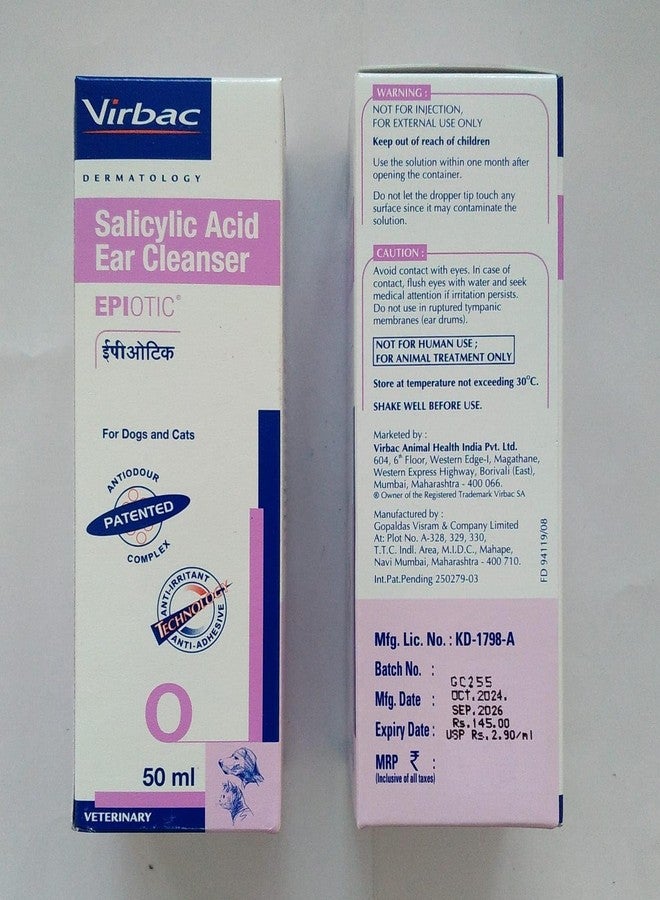 Virbac
DERMATOLOGY
Salicylic Acid
Ear Cleanser
EPIOTIC®
ईपीओटिक
For Dogs and Cats
ANTIODOUR
PATENTED
COMPLEX
ANTI-IRRITANT
TECHNOLOGY
ANTI-ADHESIVE
O
50 ml
VETERINARY
WARNING :
NOT FOR INJECTION,
FOR EXTERNAL USE ONLY
Keep out of reach of children
Use the solution within one month after
opening the container.
Do not let the dropper tip touch any
surface since it may contaminate the
solution.
CAUTION :
Avoid contact with eyes. In case of
contact, flush eyes with water and seek
medical attention if irritation persists.
Do not use in ruptured tympanic
membranes (ear drums).
NOT FOR HUMAN USE ;
FOR ANIMAL TREATMENT ONLY
Store at temperature not exceeding 30°C.
SHAKE WELL BEFORE USE.
Marketed by :
Virbac Animal Health India Pvt. Ltd.
604, 6th Floor, Western Edge-I, Magathane,
Western Express Highway, Borivali (East),
Mumbai, Maharashtra - 400 066.
® Owner of the Registered Trademark Virbac SA
Manufactured by :
Gopaldas Visram & Company Limited
At: Plot No. A-328, 329, 330,
T.T.C. Indl. Area, M.I.D.C., Mahape,
Navi Mumbai, Maharashtra - 400 710.
Int.Pat.Pending 250279-03
FD 94119/08
Mfg. Lic. No. : KD-1798-A
Batch No. : GC255
Mfg. Date : OCT.2024.
Expiry Date : SEP.2026
MRP ₹ : Rs.145.00
(Inclusive of all taxes) USP Rs.2.90/ml